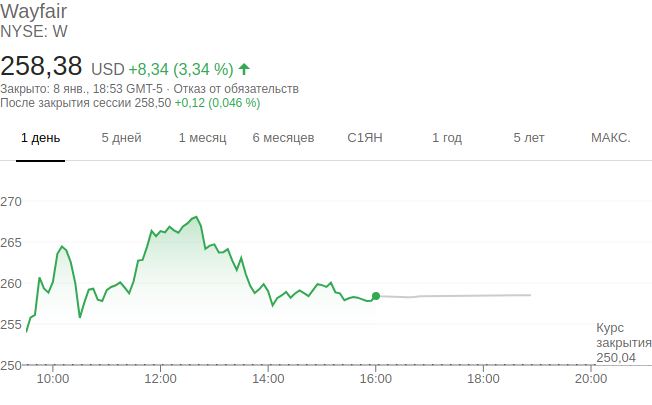 Wayfair
NYSE: W
258,38 USD +8,34 (3,34 %)
Закрыто: 8 янв., 18:53 GMT-5 · Отказ от обязательств
После закрытия сессии 258,50 +0,12 (0,046 %)
1 день 5 дней 1 месяц 6 месяцев С1ЯН 1 год 5 лет МАКС.
270
265
260
255
Курс
закрытия
250,04
250
10:00 12:00 14:00 16:00 18:00 20:00